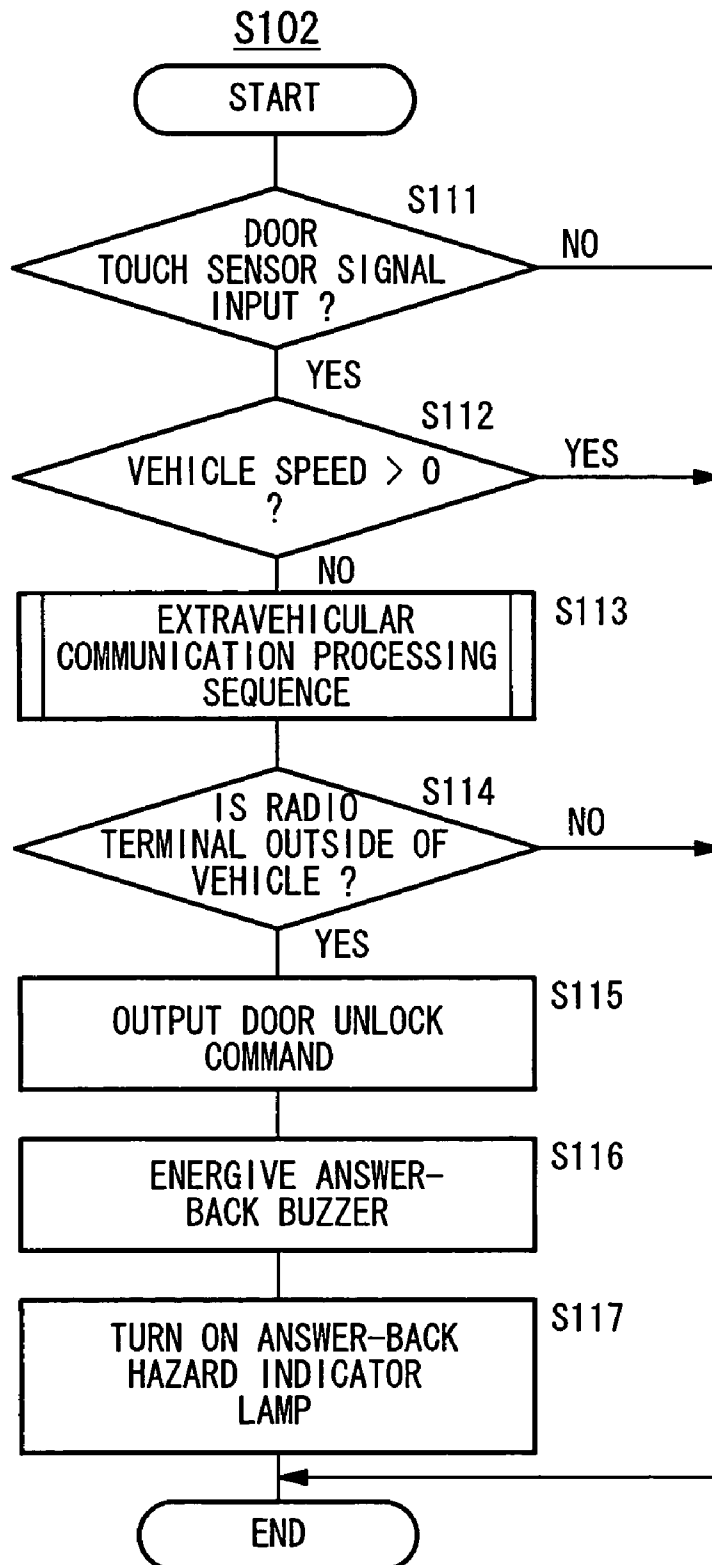 S102
START
S111
DOOR
TOUCH SENSOR SIGNAL
INPUT ?
NO
YES
S112
VEHICLE SPEED > 0
?
YES
NO
EXTRAVEHICULAR
COMMUNICATION PROCESSING
SEQUENCE
S113
S114
IS RADIO
TERMINAL OUTSIDE OF
VEHICLE ?
NO
YES
OUTPUT DOOR UNLOCK
COMMAND
S115
ENERGIVE ANSWER-
BACK BUZZER
S116
TURN ON ANSWER-BACK
HAZARD INDICATOR
LAMP
S117
END